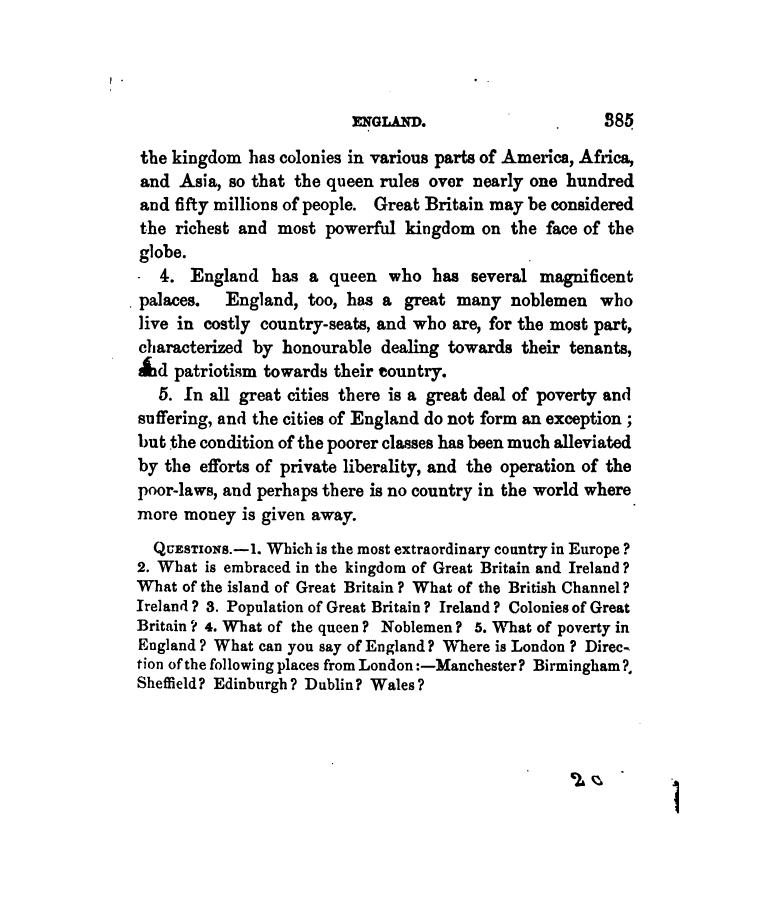 ENGLAND. 385
the kingdom has colonies in various parts of America, Africa,
and Asia, so that the queen rules over nearly one hundred
and fifty millions of people. Great Britain may be considered
the richest and most powerful kingdom on the face of the
globe.
4. England has a queen who has several magnificent
palaces. England, too, has a great many noblemen who
live in costly country-seats, and who are, for the most part,
characterized by honourable dealing towards their tenants,
and patriotism towards their country.
5. In all great cities there is a great deal of poverty and
suffering, and the cities of England do not form an exception ;
but the condition of the poorer classes has been much alleviated
by the efforts of private liberality, and the operation of the
poor-laws, and perhaps there is no country in the world where
more money is given away.
QUESTIONS.—1. Which is the most extraordinary country in Europe ?
2. What is embraced in the kingdom of Great Britain and Ireland ?
What of the island of Great Britain ? What of the British Channel ?
Ireland ? 3. Population of Great Britain ? Ireland ? Colonies of Great
Britain ? 4. What of the queen ? Noblemen ? 5. What of poverty in
England ? What can you say of England ? Where is London ? Direc-
tion of the following places from London :—Manchester ? Birmingham ?
Sheffield ? Edinburgh ? Dublin ? Wales ?
20